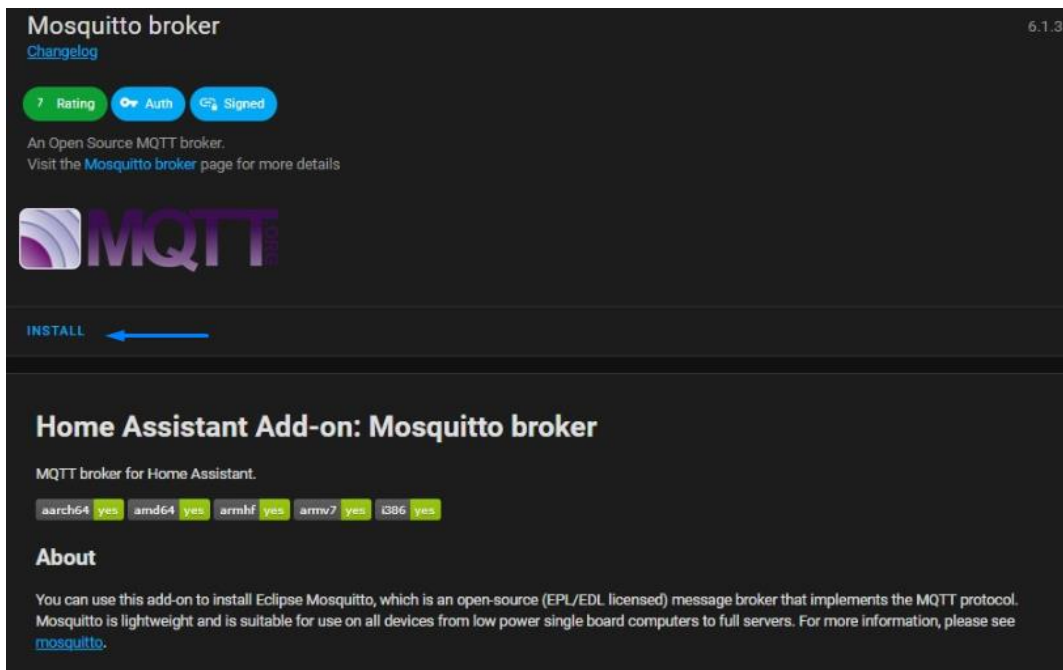 Mosquitto broker
6.1.3
Changelog
7 Rating
Auth
Signed
An Open Source MQTT broker.
Visit the Mosquitto broker page for more details
MQTT.ORG
INSTALL
Home Assistant Add-on: Mosquitto broker
MQTT broker for Home Assistant.
aarch64 yes amd64 yes armhf yes armv7 yes i386 yes
About
You can use this add-on to install Eclipse Mosquitto, which is an open-source (EPL/EDL licensed) message broker that implements the MQTT protocol.
Mosquitto is lightweight and is suitable for use on all devices from low power single board computers to full servers. For more information, please see
mosquitto.